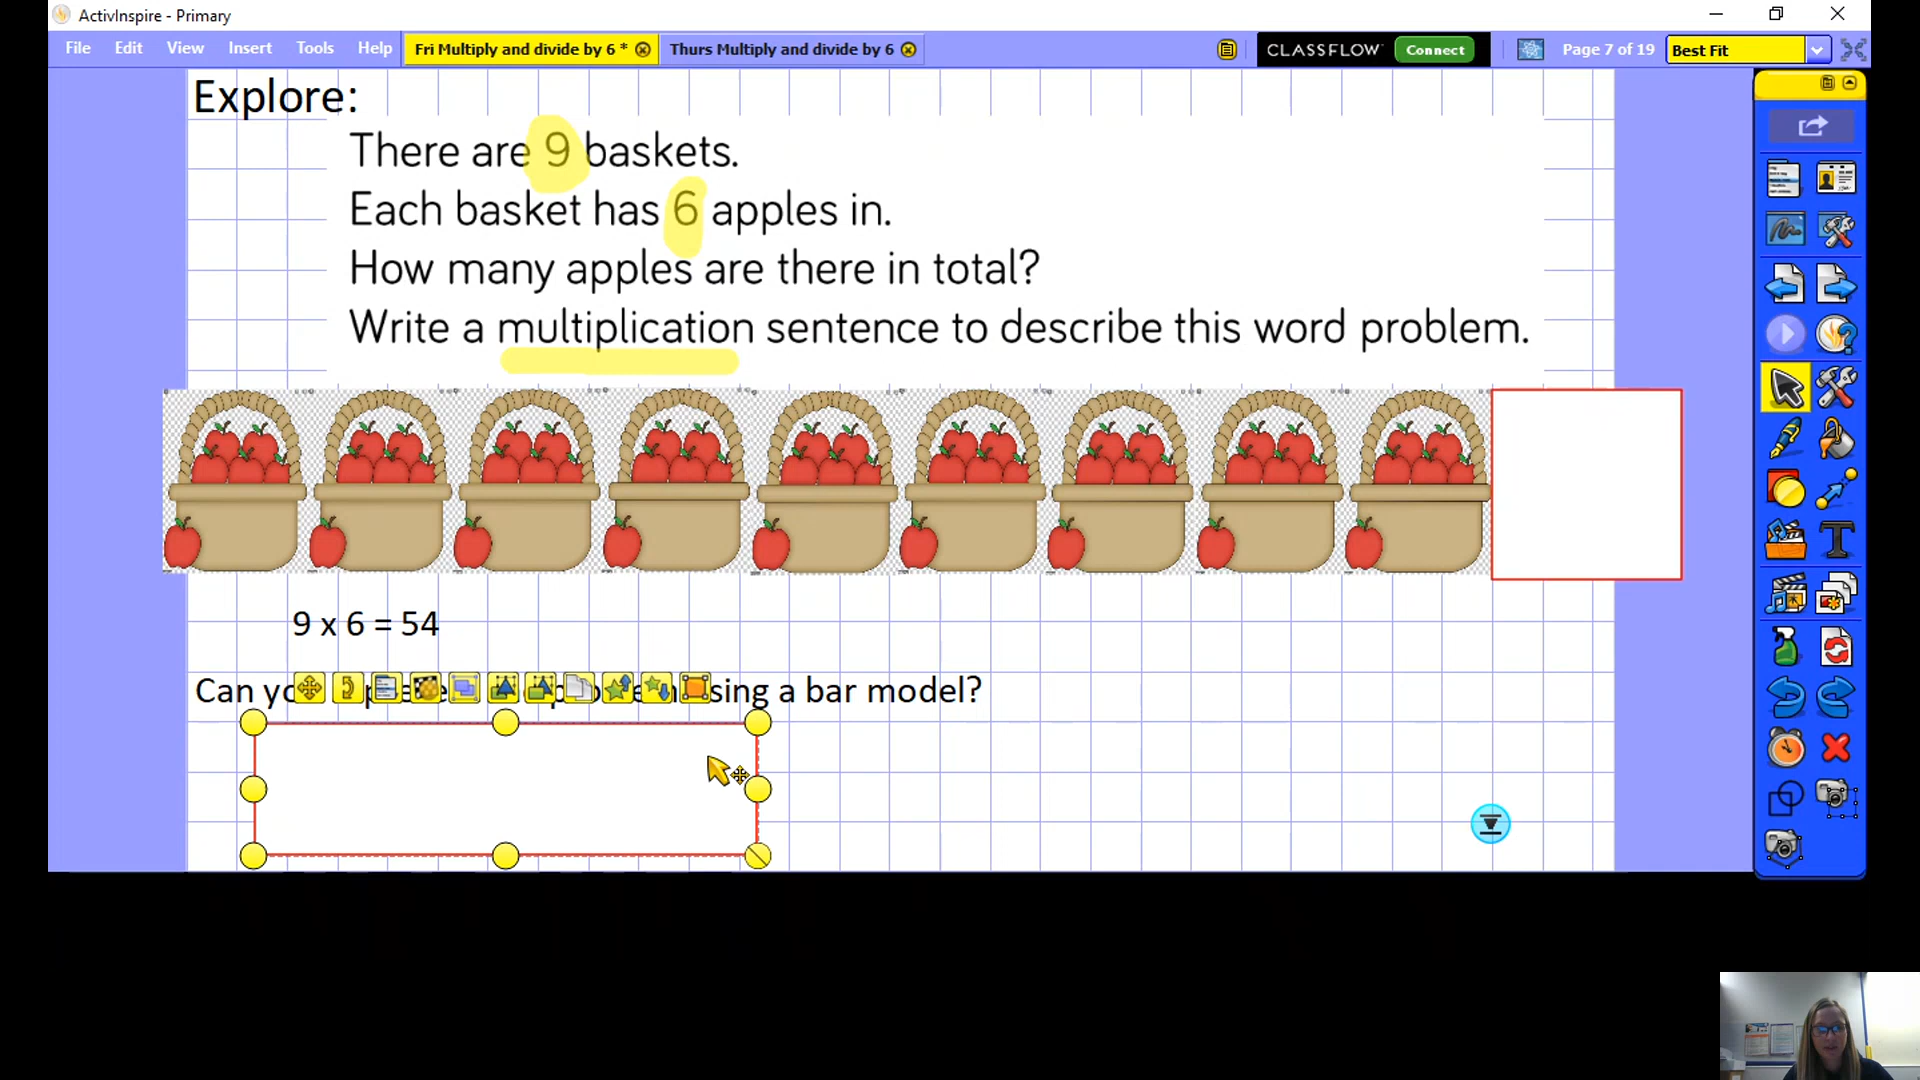 ActivInspire - Primary
File Edit View Insert Tools Help Fri Multiply and divide by 6 * Thurs Multiply and divide by 6 CLASSFLOW Connect Page 7 of 19 Best Fit
Explore:
There are 9 baskets.
Each basket has 6 apples in.
How many apples are there in total?
Write a multiplication sentence to describe this word problem.
9 x 6 = 54
Can using a bar model?